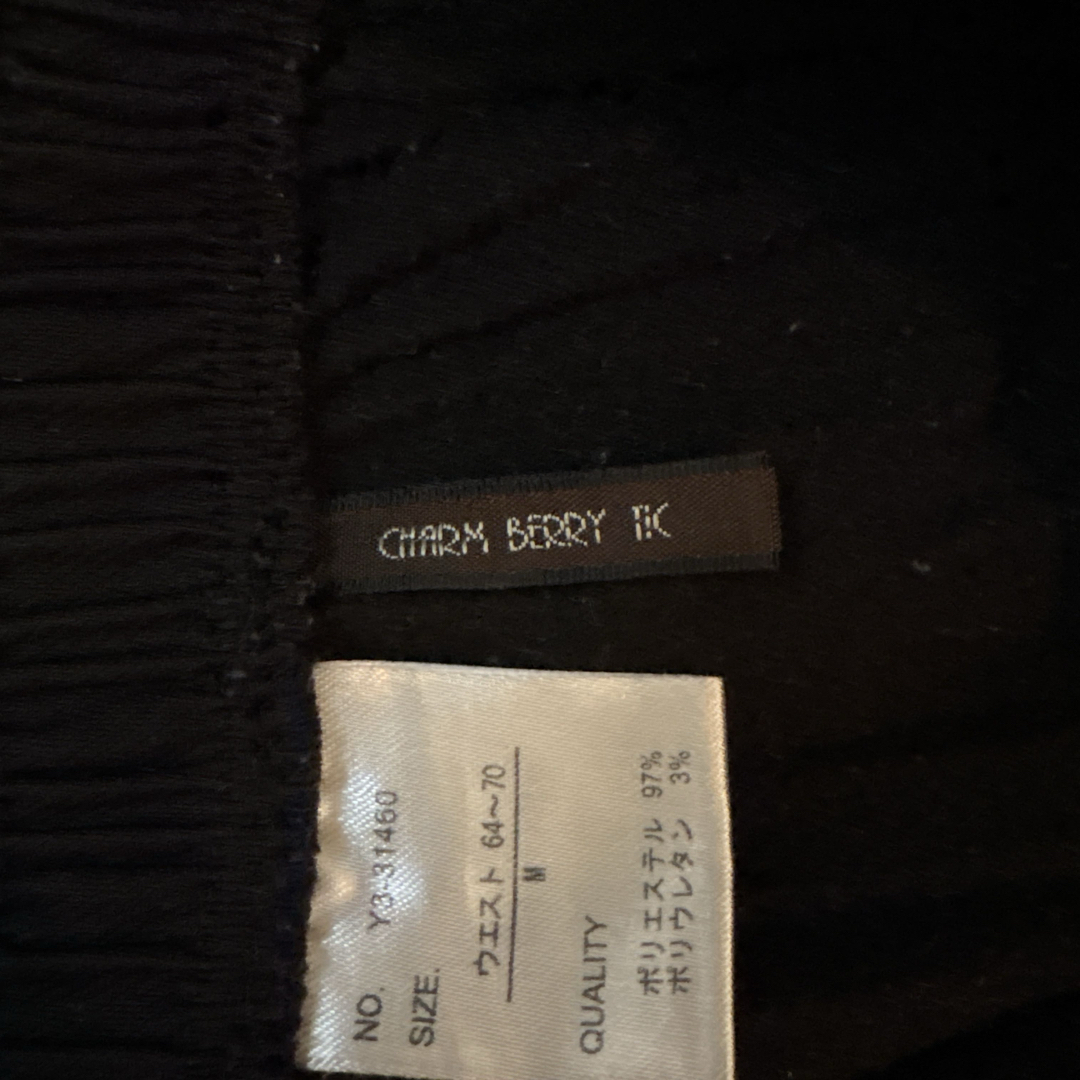 CHARM BERRY T.K
NO. Y3-31460
SIZE.
ウエスト 64～70
M
QUALITY
ポリエステル 97%
ポリウレタン 3%